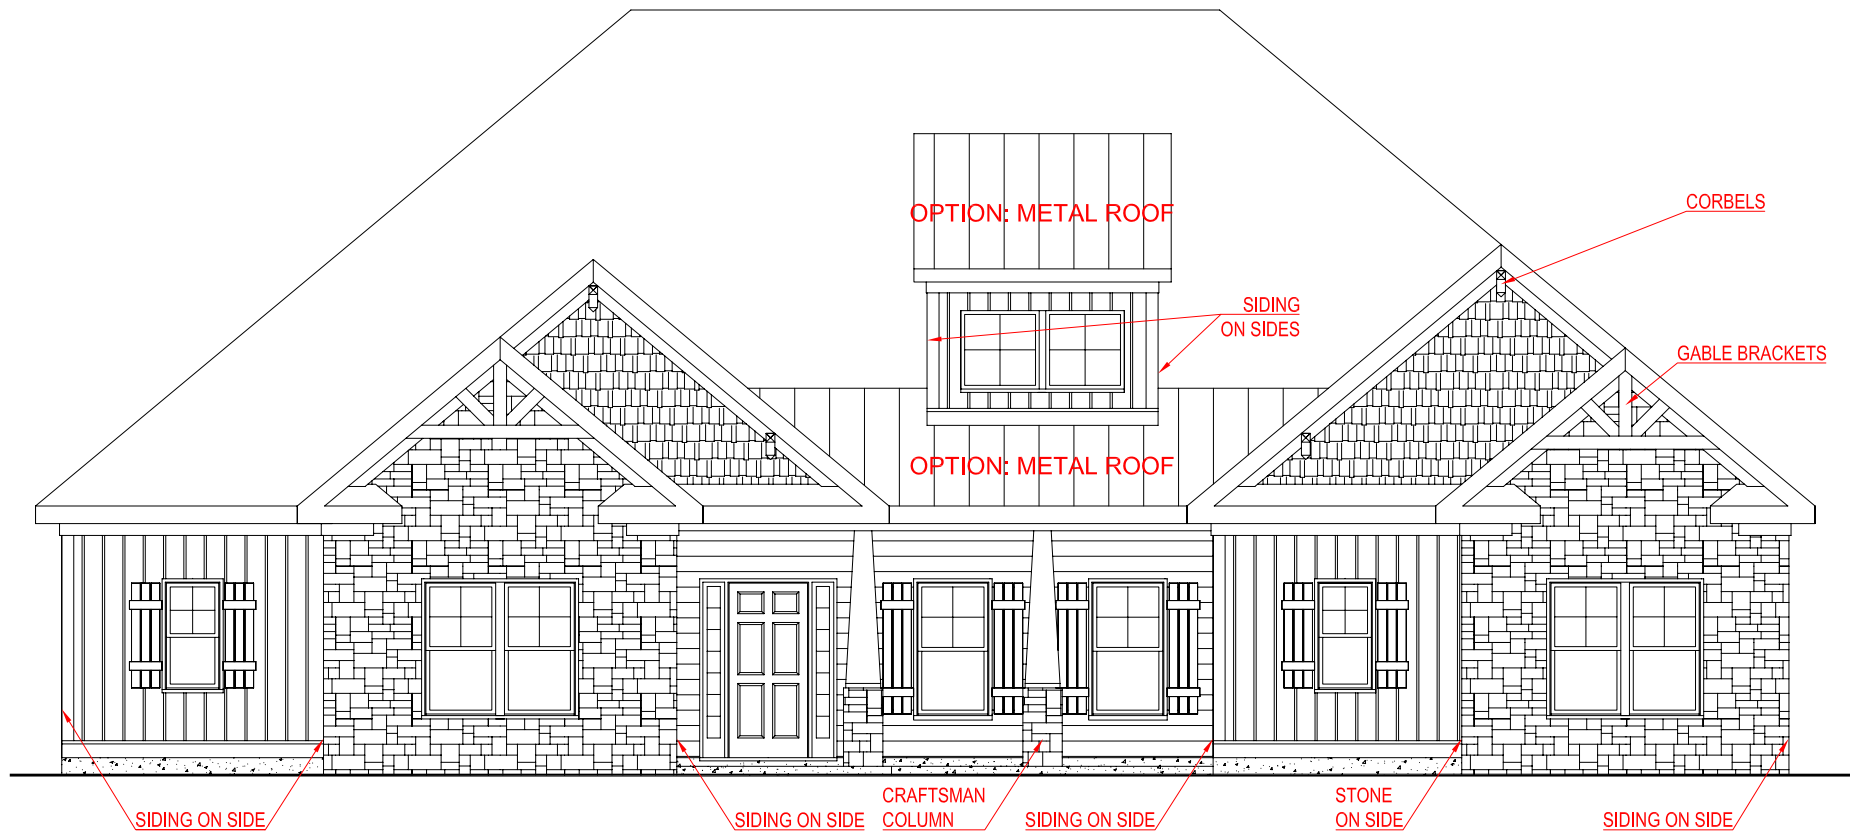 OPTION: METAL ROOF
CORBELS
SIDING
ON SIDES
GABLE BRACKETS
OPTION: METAL ROOF
SIDING ON SIDE
SIDING ON SIDE
CRAFTSMAN
COLUMN
SIDING ON SIDE
STONE
ON SIDE
SIDING ON SIDE